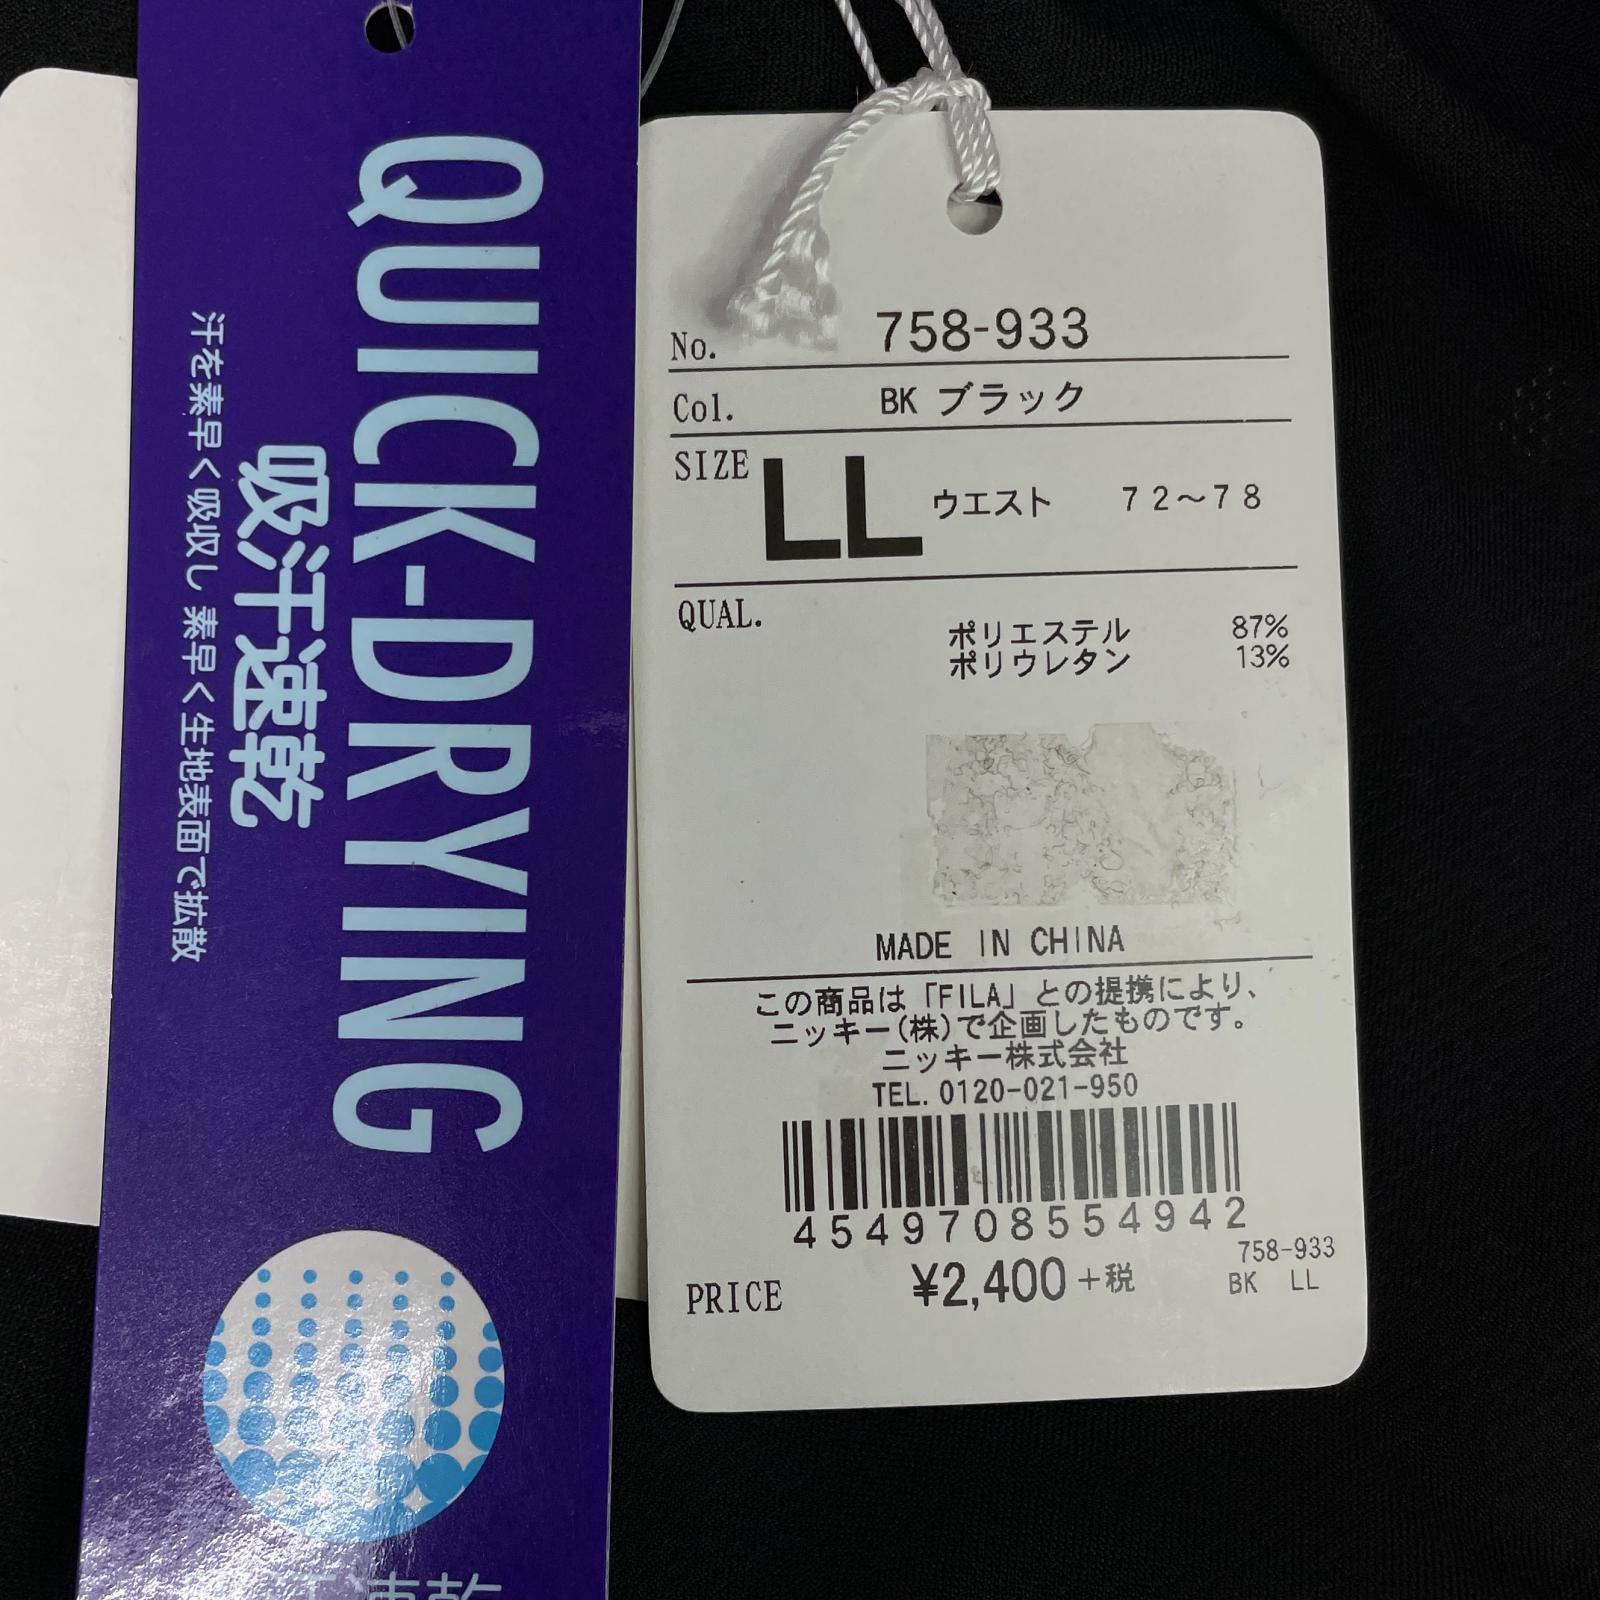 QUICK-DRYING
吸汗速乾
汗を素早く吸収し 素早く生地表面で拡散
No. 758-933
Col. BK ブラック
SIZE LL ウエスト 72～78
QUAL.
ポリエステル 87%
ポリウレタン 13%
MADE IN CHINA
この商品は「FILA」との提携により、
ニッキー(株)で企画したものです。
ニッキー株式会社
TEL. 0120-021-950
4549708554942
758-933
PRICE ¥2,400+税
BK LL